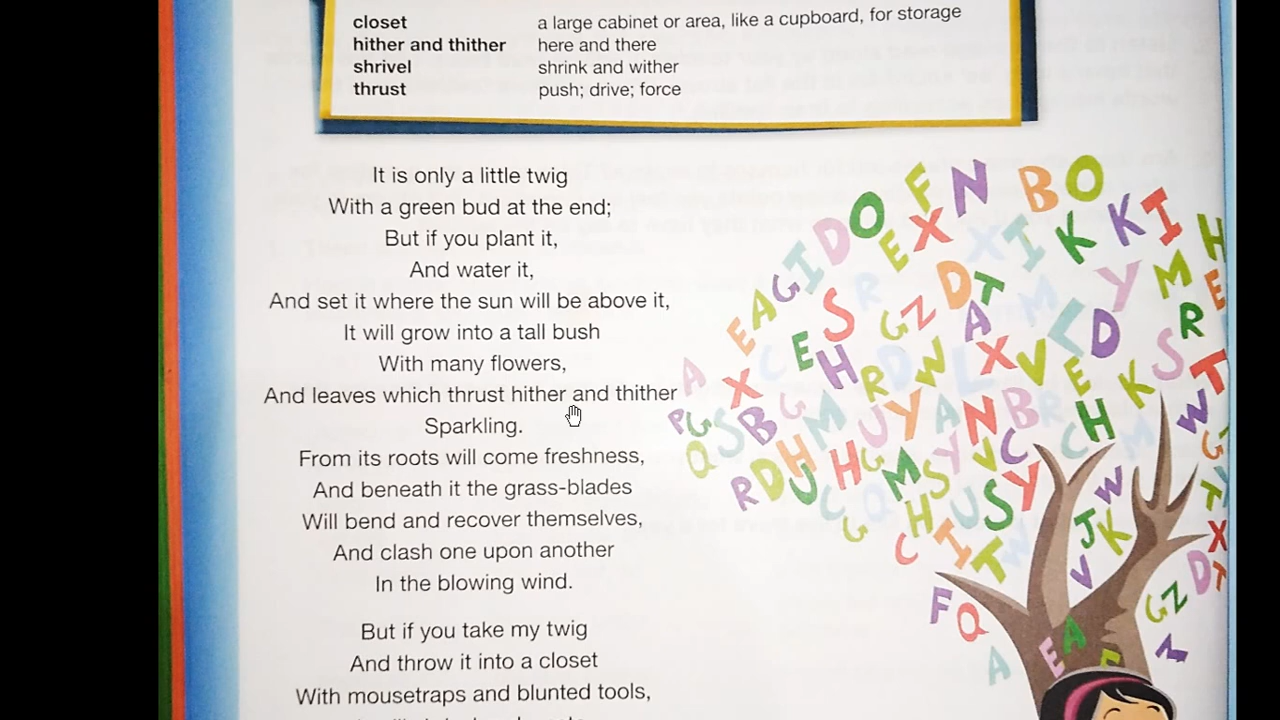 closet a large cabinet or area, like a cupboard, for storage
hither and thither here and there
shrivel shrink and wither
thrust push; drive; force
It is only a little twig
With a green bud at the end;
But if you plant it,
And water it,
And set it where the sun will be above it,
It will grow into a tall bush
With many flowers,
And leaves which thrust hither and thither
Sparkling.
From its roots will come freshness,
And beneath it the grass-blades
Will bend and recover themselves,
And clash one upon another
In the blowing wind.
But if you take my twig
And throw it into a closet
With mousetraps and blunted tools,